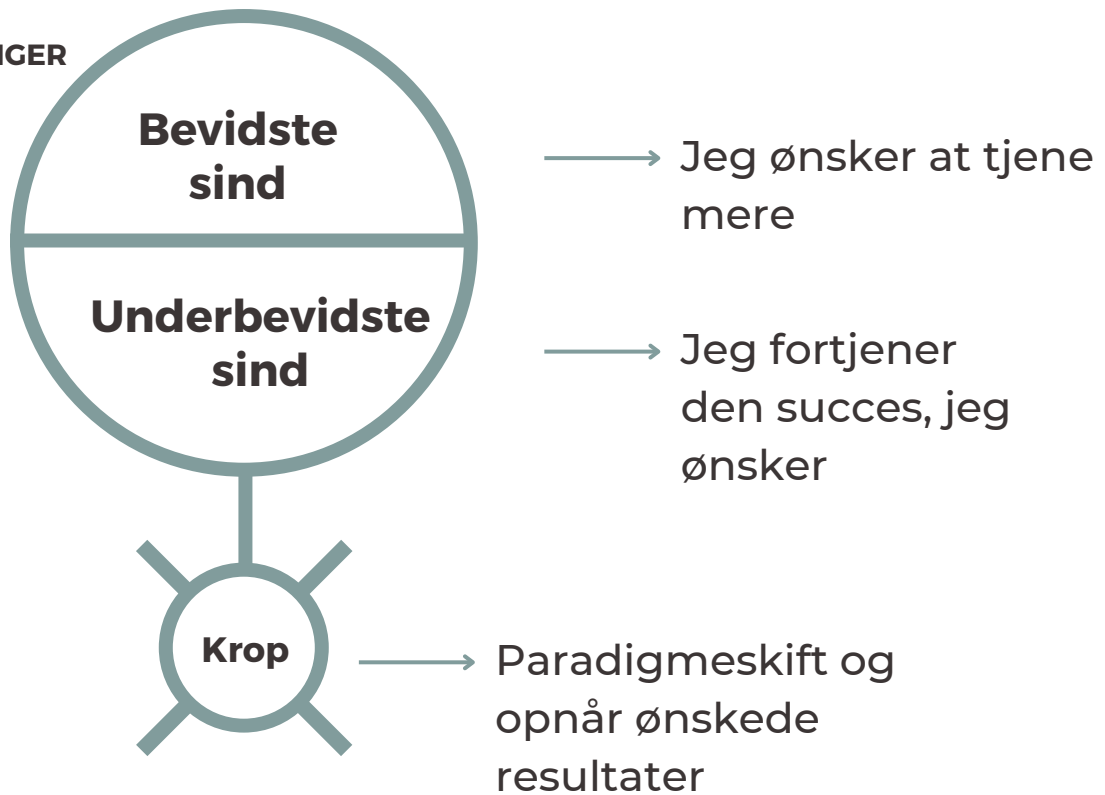 Bevidste
sind
Jeg ønsker at tjene
mere
Underbevidste
sind
Jeg fortjener
den succes, jeg
ønsker
Krop
Paradigmeskift og
opnår ønskede
resultater